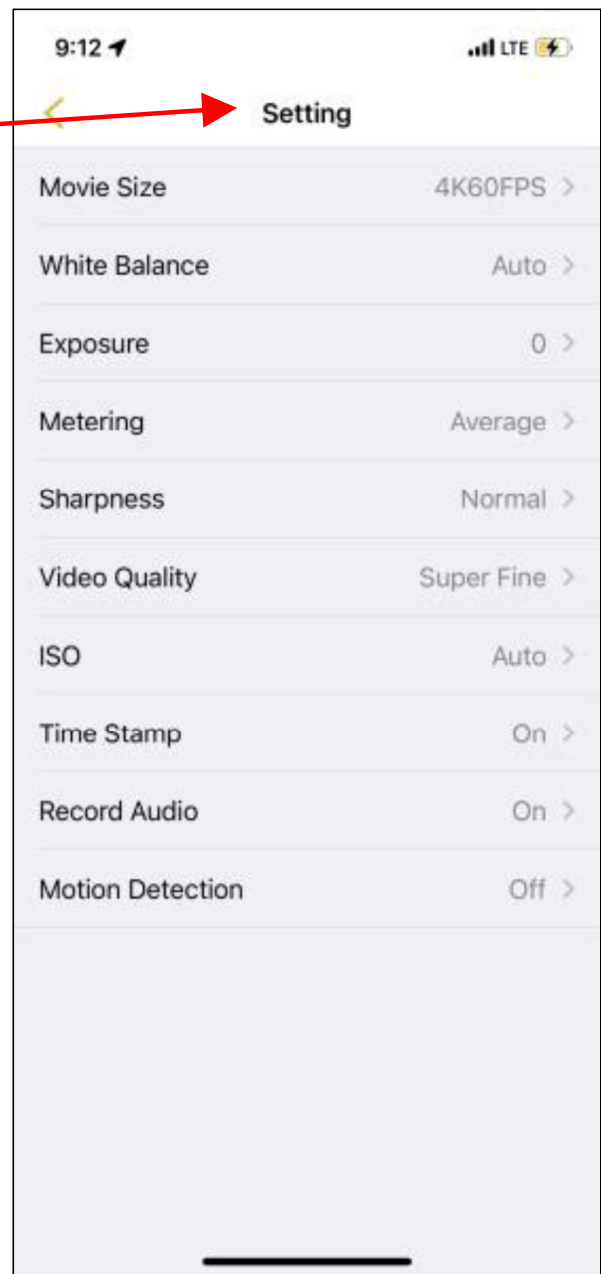 9:12 LTE
Setting
Movie Size 4K60FPS >
White Balance Auto >
Exposure 0 >
Metering Average >
Sharpness Normal >
Video Quality Super Fine >
ISO Auto >
Time Stamp On >
Record Audio On >
Motion Detection Off >